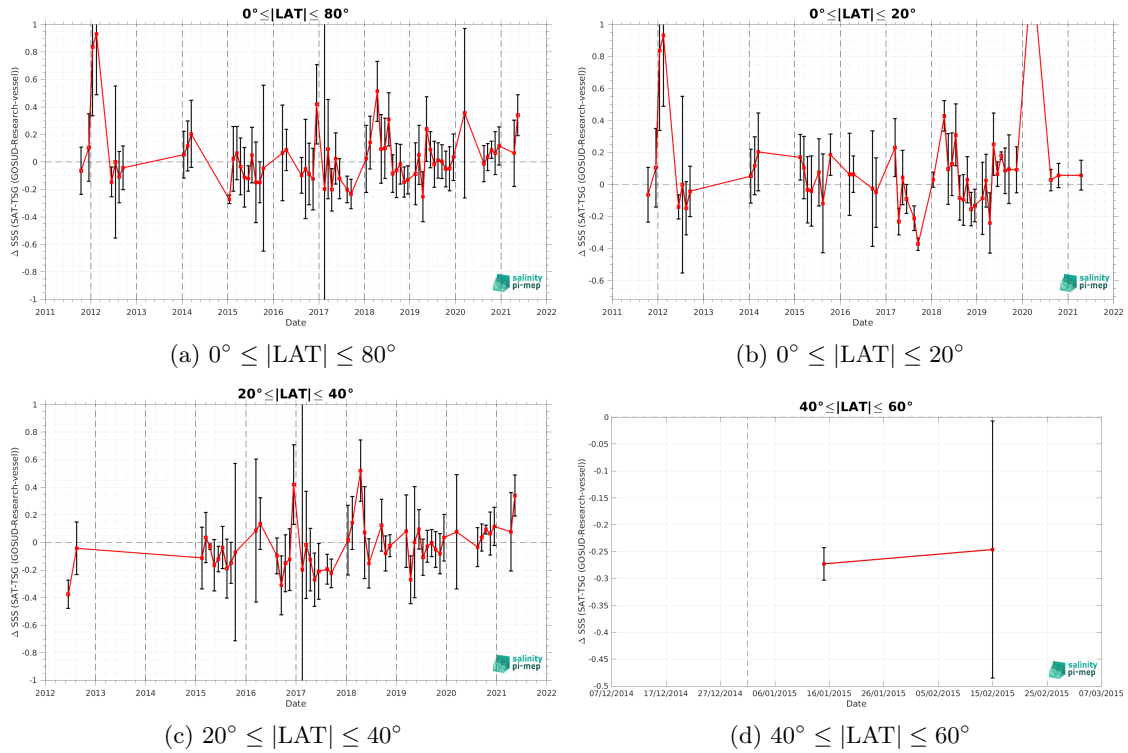 0°≤|LAT|≤ 80°
Δ SSS (SAT-TSG (GOSUD-Research-vessel))
1
0.8
0.6
0.4
0.2
0
-0.2
-0.4
-0.6
-0.8
-1
2011 2012 2013 2014 2015 2016 2017 2018 2019 2020 2021 2022
Date
salinity
pi-mep
(a) 0° ≤ |LAT| ≤ 80°
0°≤|LAT|≤ 20°
Δ SSS (SAT-TSG (GOSUD-Research-vessel))
1
0.8
0.6
0.4
0.2
0
-0.2
-0.4
-0.6
2011 2012 2013 2014 2015 2016 2017 2018 2019 2020 2021 2022
Date
salinity
pi-mep
(b) 0° ≤ |LAT| ≤ 20°
20°≤|LAT|≤ 40°
Δ SSS (SAT-TSG (GOSUD-Research-vessel))
1
0.8
0.6
0.4
0.2
0
-0.2
-0.4
-0.6
-0.8
-1
2012 2013 2014 2015 2016 2017 2018 2019 2020 2021 2022
Date
salinity
pi-mep
(c) 20° ≤ |LAT| ≤ 40°
40°≤|LAT|≤ 60°
Δ SSS (SAT-TSG (GOSUD-Research-vessel))
0
-0.05
-0.1
-0.15
-0.2
-0.25
-0.3
-0.35
-0.4
-0.45
-0.5
07/12/2014 17/12/2014 27/12/2014 06/01/2015 16/01/2015 26/01/2015 05/02/2015 15/02/2015 25/02/2015 07/03/2015
Date
salinity
pi-mep
(d) 40° ≤ |LAT| ≤ 60°